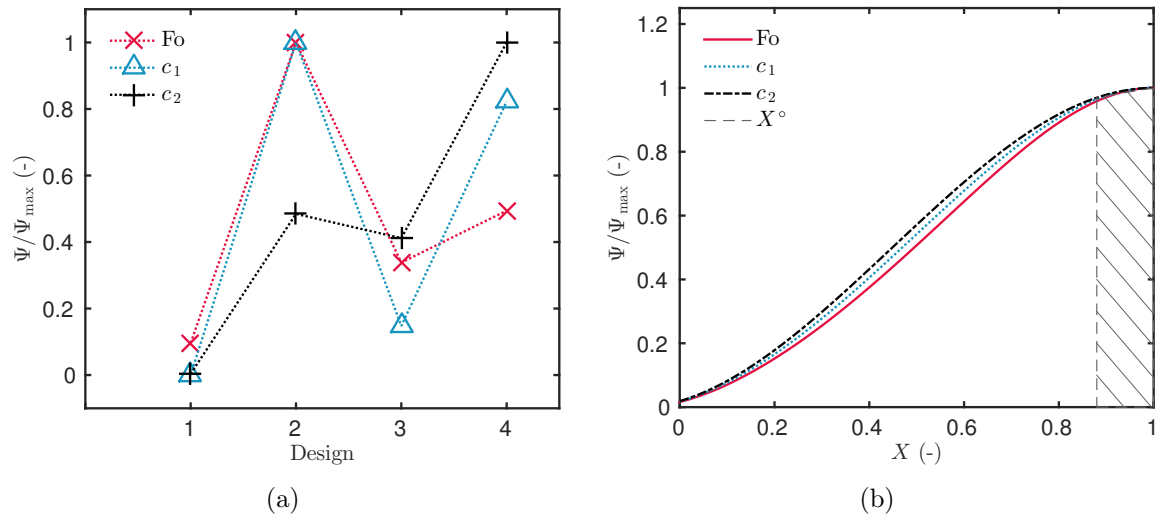 Fo
c₁
c₂
Ψ/Ψmax (-)
1
0.8
0.6
0.4
0.2
0
1 2 3 4
Design
(a)
Fo
c₁
c₂
X°
Ψ/Ψmax (-)
1.2
1
0.8
0.6
0.4
0.2
0
0 0.2 0.4 0.6 0.8 1
X (-)
(b)